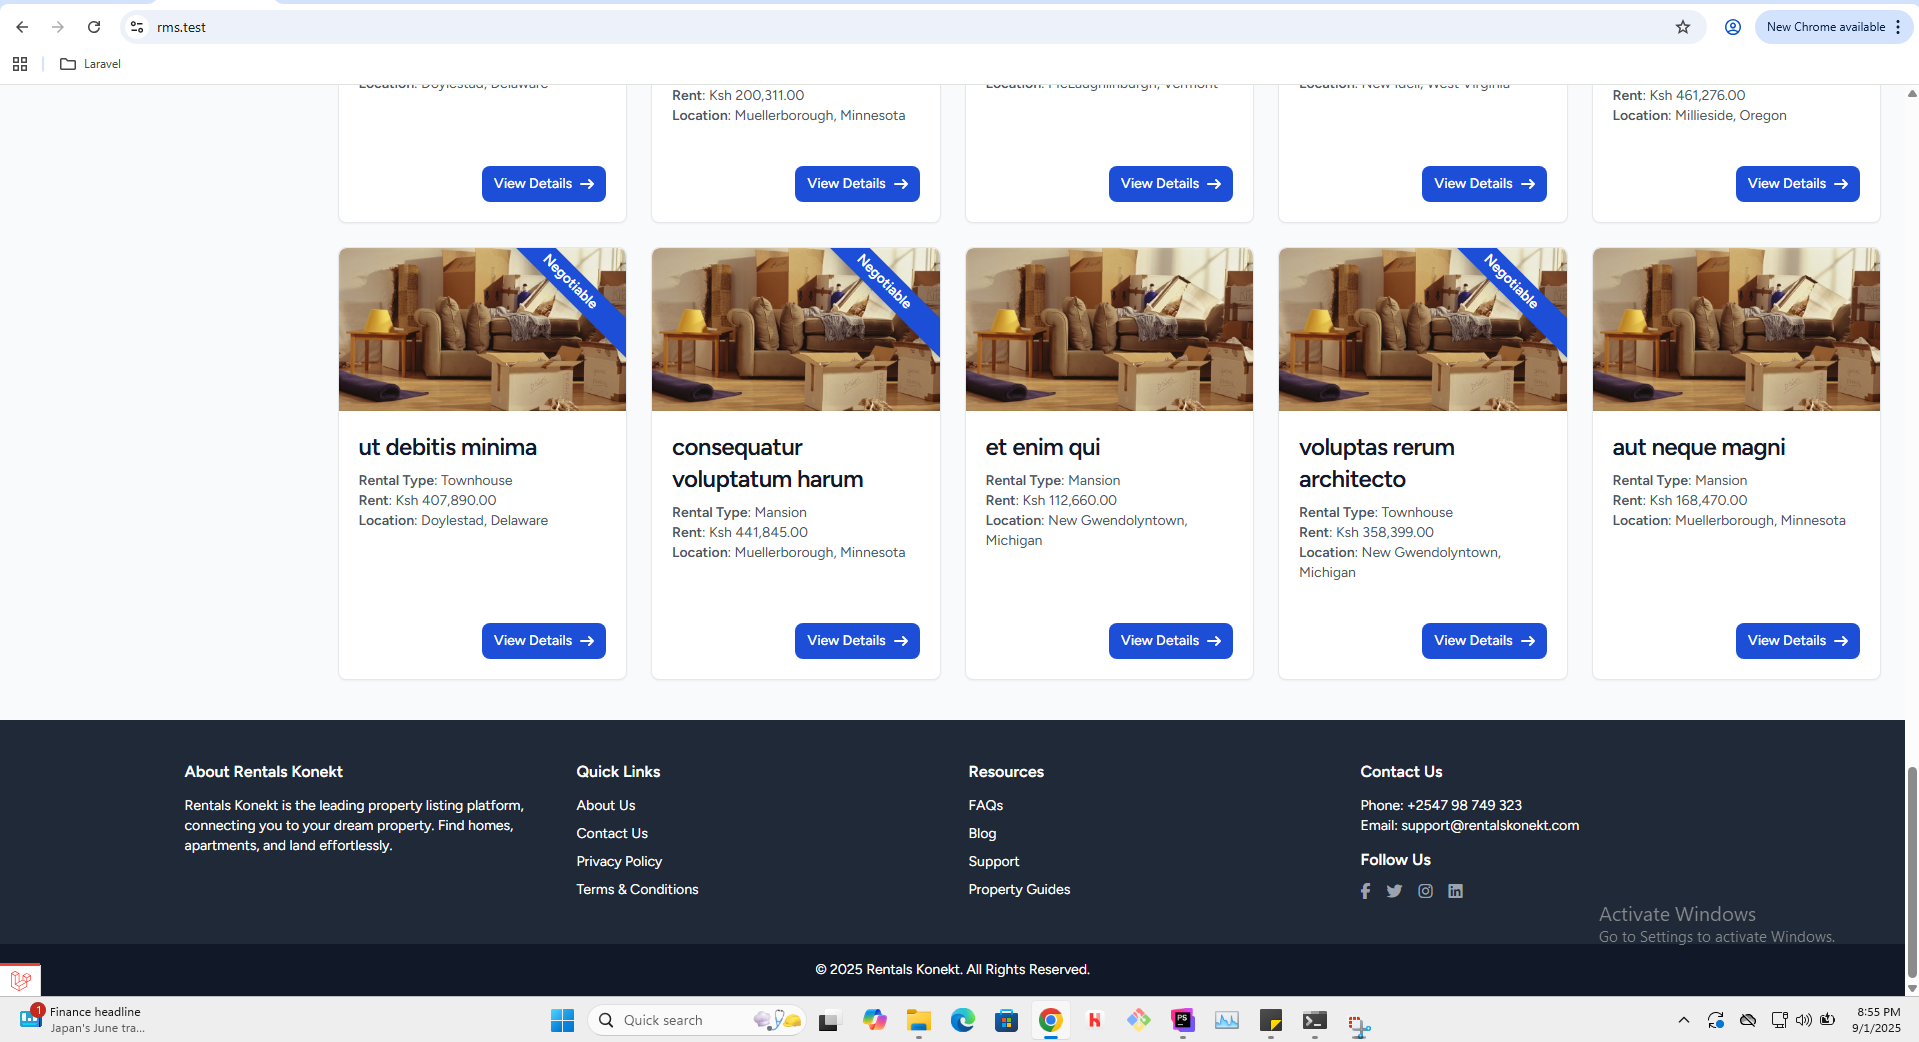 rms.test
New Chrome available
Laravel
Location: Doylestad, Delaware
Rent: Ksh 200,311.00
Location: Muellerborough, Minnesota
Location: McLaughlinburgh, Vermont
Location: New Idell, West Virginia
Rent: Ksh 461,276.00
Location: Millieside, Oregon
View Details
View Details
View Details
View Details
View Details
Negotiable
ut debitis minima
Rental Type: Townhouse
Rent: Ksh 407,890.00
Location: Doylestad, Delaware
View Details
Negotiable
consequatur
voluptatum harum
Rental Type: Mansion
Rent: Ksh 441,845.00
Location: Muellerborough, Minnesota
View Details
et enim qui
Rental Type: Mansion
Rent: Ksh 112,660.00
Location: New Gwendolyntown,
Michigan
View Details
Negotiable
voluptas rerum
architecto
Rental Type: Townhouse
Rent: Ksh 358,399.00
Location: New Gwendolyntown,
Michigan
View Details
aut neque magni
Rental Type: Mansion
Rent: Ksh 168,470.00
Location: Muellerborough, Minnesota
View Details
About Rentals Konekt
Rentals Konekt is the leading property listing platform,
connecting you to your dream property. Find homes,
apartments, and land effortlessly.
Quick Links
About Us
Contact Us
Privacy Policy
Terms & Conditions
Resources
FAQs
Blog
Support
Property Guides
Contact Us
Phone: +2547 98 749 323
Email: support@rentalskonekt.com
Follow Us
Activate Windows
Go to Settings to activate Windows.
© 2025 Rentals Konekt. All Rights Reserved.
1
Finance headline
Japan's June tra...
Quick search
PS
8:55 PM
9/1/2025